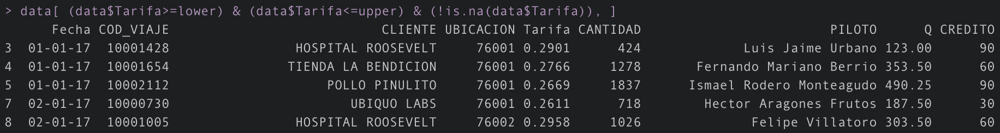 > data[ (data$Tarifa>=lower) & (data$Tarifa<=upper) & (!is.na(data$Tarifa)), ]
Fecha COD_VIAJE CLIENTE UBICACION Tarifa CANTIDAD PILOTO Q CREDITO
3 01-01-17 10001428 HOSPITAL ROOSEVELT 76001 0.2901 424 Luis Jaime Urbano 123.00 90
4 01-01-17 10001654 TIENDA LA BENDICION 76001 0.2766 1278 Fernando Mariano Berrio 353.50 60
5 01-01-17 10002112 POLLO PINULITO 76001 0.2669 1837 Ismael Rodero Monteagudo 490.25 90
7 02-01-17 10000730 UBIQUO LABS 76001 0.2611 718 Hector Aragones Frutos 187.50 30
8 02-01-17 10001005 HOSPITAL ROOSEVELT 76002 0.2958 1026 Felipe Villatoro 303.50 60